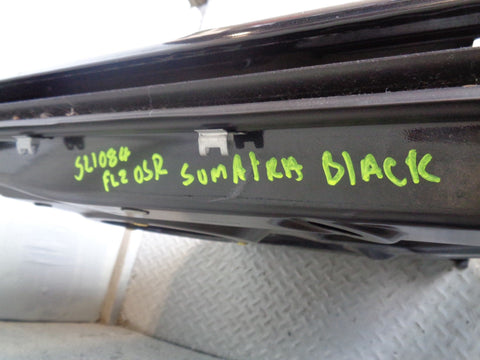 SL1084
FL2 OSR SUMATRA BLACK